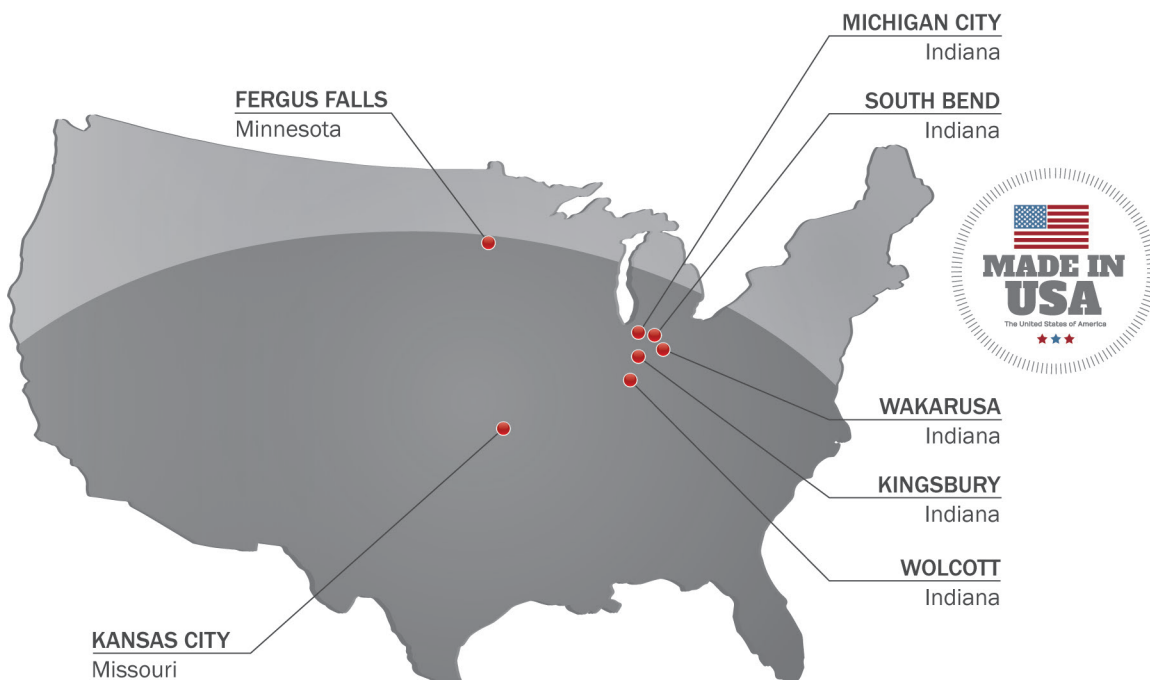 MICHIGAN CITY
Indiana
FERGUS FALLS
Minnesota
SOUTH BEND
Indiana
MADE IN
USA
The United States of America
WAKARUSA
Indiana
KINGSBURY
Indiana
WOLCOTT
Indiana
KANSAS CITY
Missouri